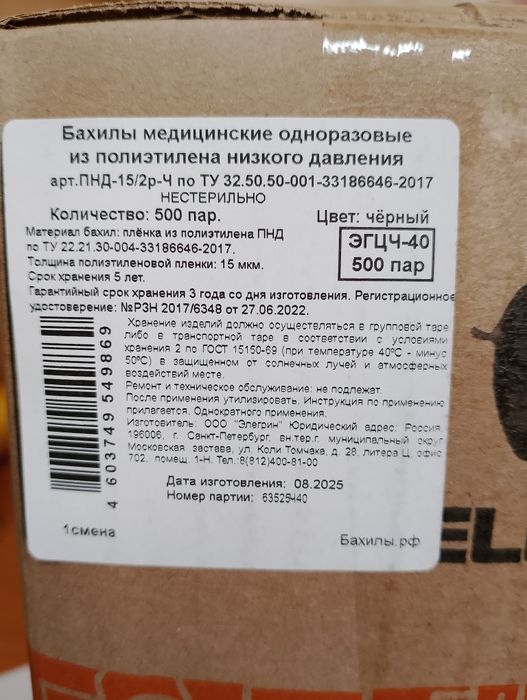 Бахилы медицинские одноразовые
из полиэтилена низкого давления
арт.ПНД-15/2р-Ч по ТУ 32.50.50-001-33186646-2017
НЕСТЕРИЛЬНО
Количество: 500 пар. Цвет: чёрный
Материал бахил: плёнка из полиэтилена ПНД
по ТУ 22.21.30-004-33186646-2017.
ЭГЦЧ-40
500 пар
Толщина полиэтиленовой пленки: 15 мкм.
Срок хранения 5 лет.
Гарантийный срок хранения 3 года со дня изготовления. Регистрационное
удостоверение: №РЗН 2017/6348 от 27.06.2022.
Хранение изделий должно осуществляться в групповой таре
либо в транспортной таре в соответствии с условиями
хранения 2 по ГОСТ 15150-69 (при температуре 40°С - минус
50°С) в защищенном от солнечных лучей и атмосферных
воздействий месте.
Ремонт и техническое обслуживание: не подлежат.
После применения утилизировать. Инструкция по применению
прилагается. Однократного применения.
Изготовитель: ООО "Элегрин" Юридический адрес: Россия,
196006, г. Санкт-Петербург, вн.тер.г. муниципальный округ
Московская застава, ул. Коли Томчака, д. 28, литера Ц, офис
702, помещ. 1-Н. Тел.:8(812)400-81-00
4 603749 549869
Дата изготовления: 08.2025
Номер партии: 63525ч40
1смена
Бахилы.рф
EL